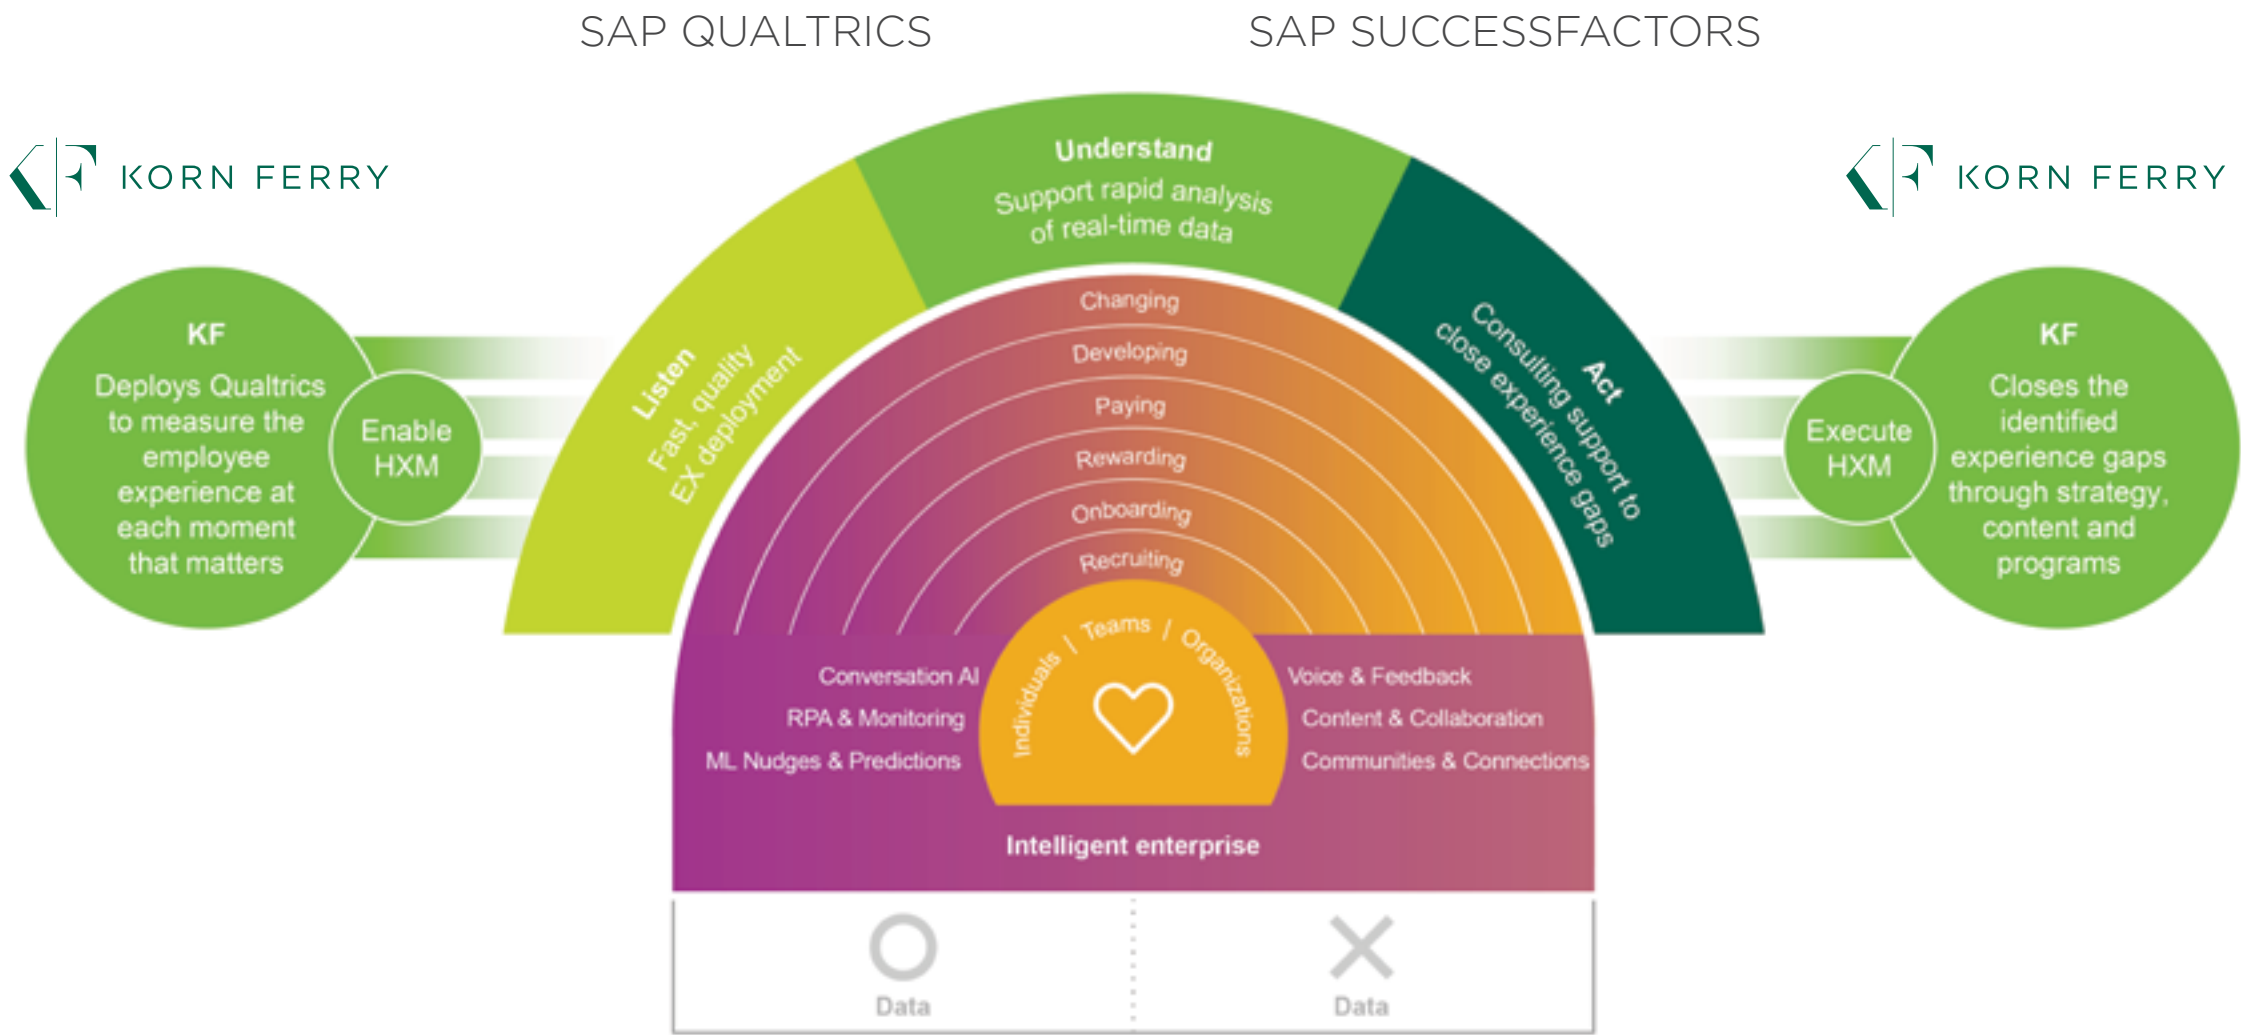 SAP QUALTRICS
SAP SUCCESSFACTORS
KF KORN FERRY
KF KORN FERRY
KF
Deploys Qualtrics
to measure the
employee
experience at
each moment
that matters
Enable
HXM
Listen
Fast, quality
EX deployment
Understand
Support rapid analysis
of real-time data
Act
Consulting support to
close experience gaps
Execute
HXM
KF
Closes the
identified
experience gaps
through strategy,
content and
programs
Changing
Developing
Paying
Rewarding
Onboarding
Recruiting
Individuals | Teams | Organizations
Conversation AI
RPA & Monitoring
ML Nudges & Predictions
Voice & Feedback
Content & Collaboration
Communities & Connections
Intelligent enterprise
O
Data
X
Data